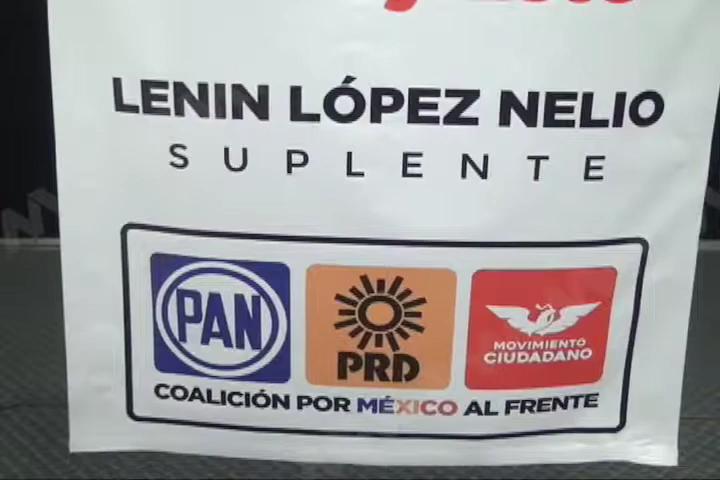 LENIN LÓPEZ NELIO
SUPLENTE
PAN
PRD
MOVIMIENTO
CIUDADANO
COALICIÓN POR MÉXICO AL FRENTE